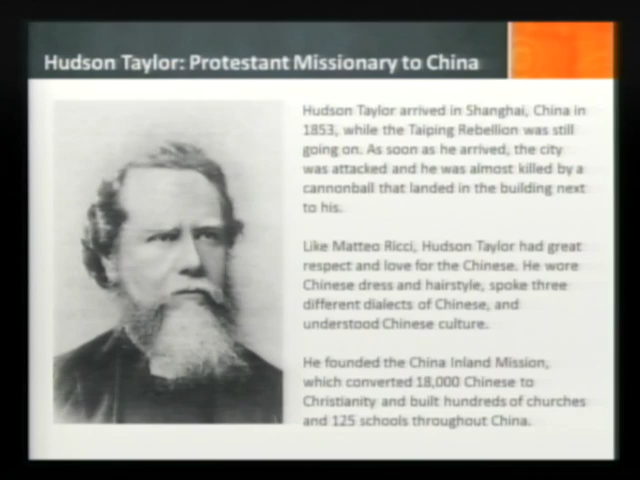 Hudson Taylor: Protestant Missionary to China
Hudson Taylor arrived in Shanghai, China in
1853, while the Taiping Rebellion was still
going on. As soon as he arrived, the city
was attacked and he was almost killed by a
cannonball that landed in the building next
to his.
Like Matteo Ricci, Hudson Taylor had great
respect and love for the Chinese. He wore
Chinese dress and hairstyle, spoke three
different dialects of Chinese, and
understood Chinese culture.
He founded the China Inland Mission,
which converted 18,000 Chinese to
Christianity and built hundreds of churches
and 125 schools throughout China.